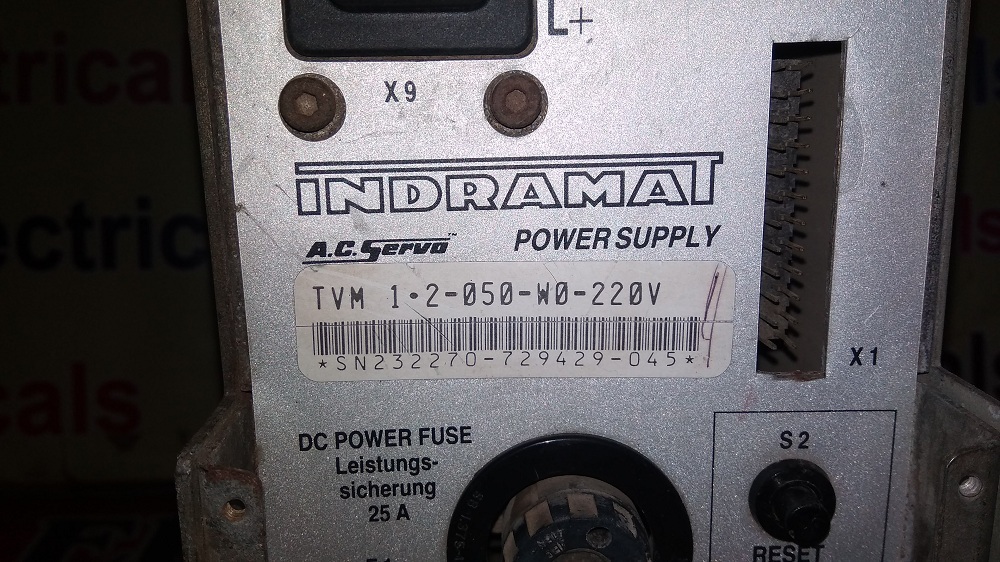 L+
X9
INDRAMAT
A.C. Servo™
POWER SUPPLY
TVM 1·2-050-W0-220V
*SN232270-729429-045*
X1
DC POWER FUSE
Leistungs-
sicherung
25 A
S2
RESET